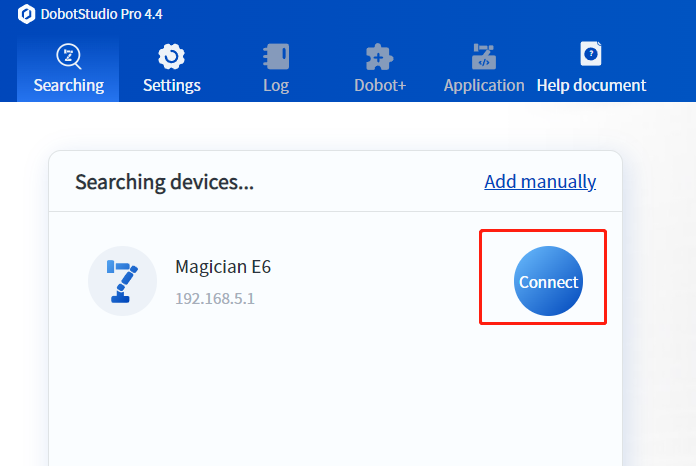 DobotStudio Pro 4.4
Searching Settings Log Dobot+ Application Help document
Searching devices... Add manually
Magician E6
192.168.5.1
Connect